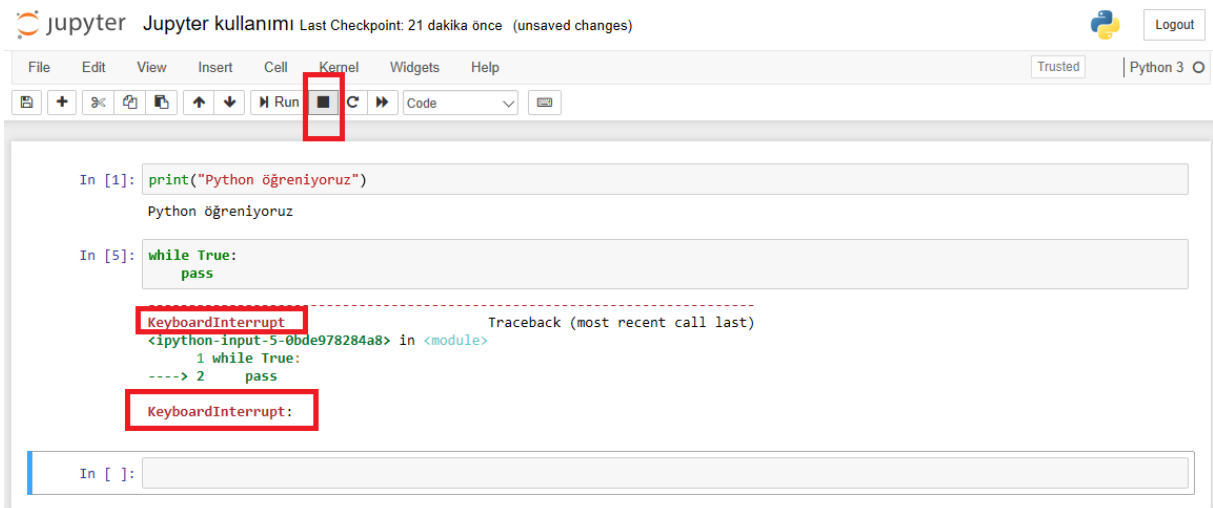 jupyter Jupyter kullanımı Last Checkpoint: 21 dakika önce (unsaved changes) Logout
File Edit View Insert Cell Kernel Widgets Help Trusted Python 3
Run Code
In [1]: print("Python öğreniyoruz")
Python öğreniyoruz
In [5]: while True:
pass
---------------------------------------------------------------------------
KeyboardInterrupt Traceback (most recent call last)
<ipython-input-5-0bde978284a8> in <module>
1 while True:
----> 2 pass
KeyboardInterrupt:
In [ ]: